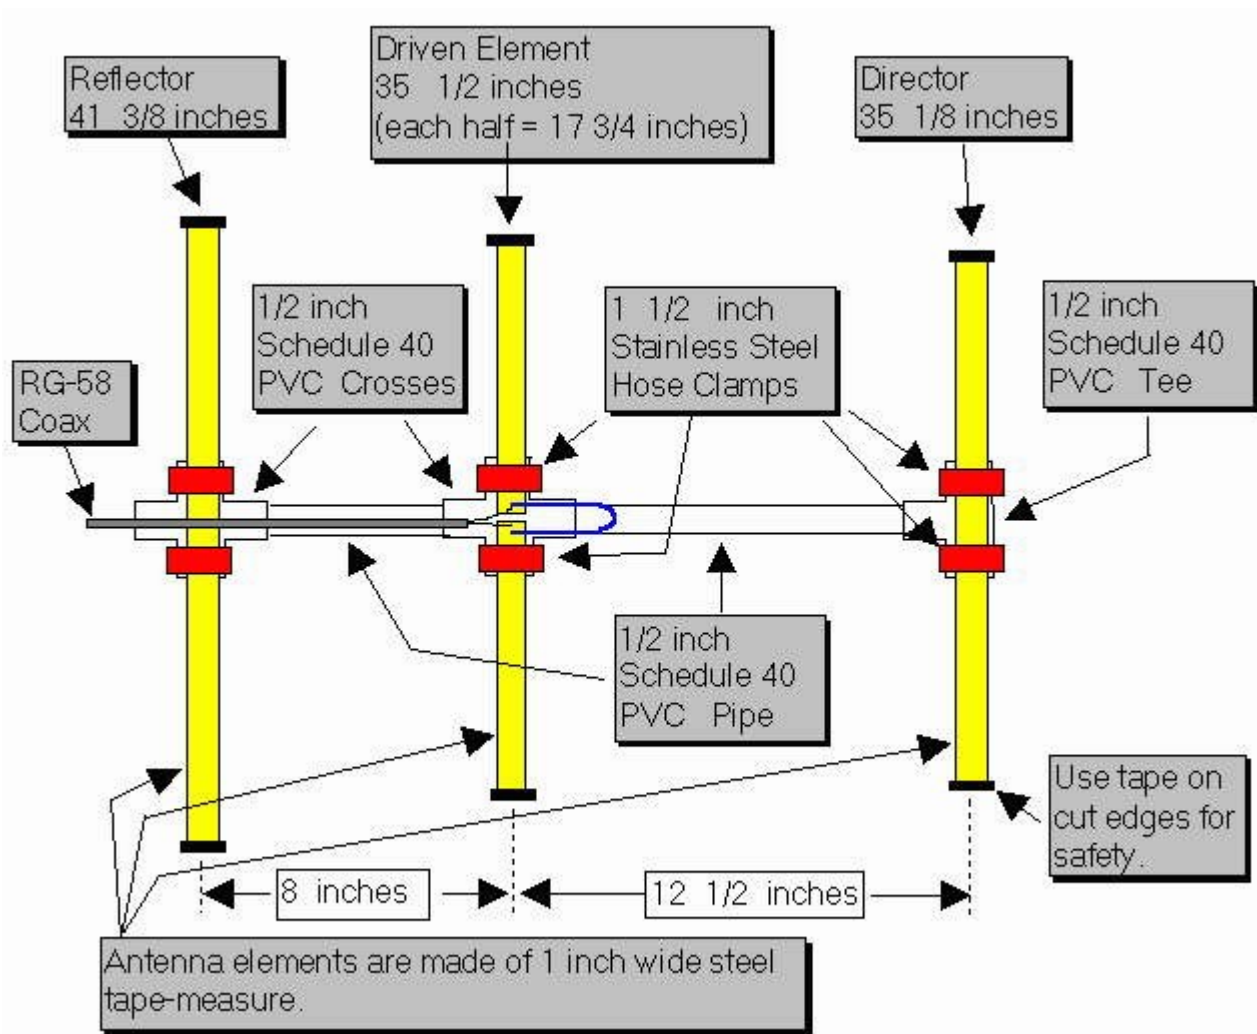 Reflector
41 3/8 inches
Driven Element
35 1/2 inches
(each half = 17 3/4 inches)
Director
35 1/8 inches
RG-58
Coax
1/2 inch
Schedule 40
PVC Crosses
1 1/2 inch
Stainless Steel
Hose Clamps
1/2 inch
Schedule 40
PVC Tee
1/2 inch
Schedule 40
PVC Pipe
Use tape on
cut edges for
safety.
8 inches
12 1/2 inches
Antenna elements are made of 1 inch wide steel
tape-measure.